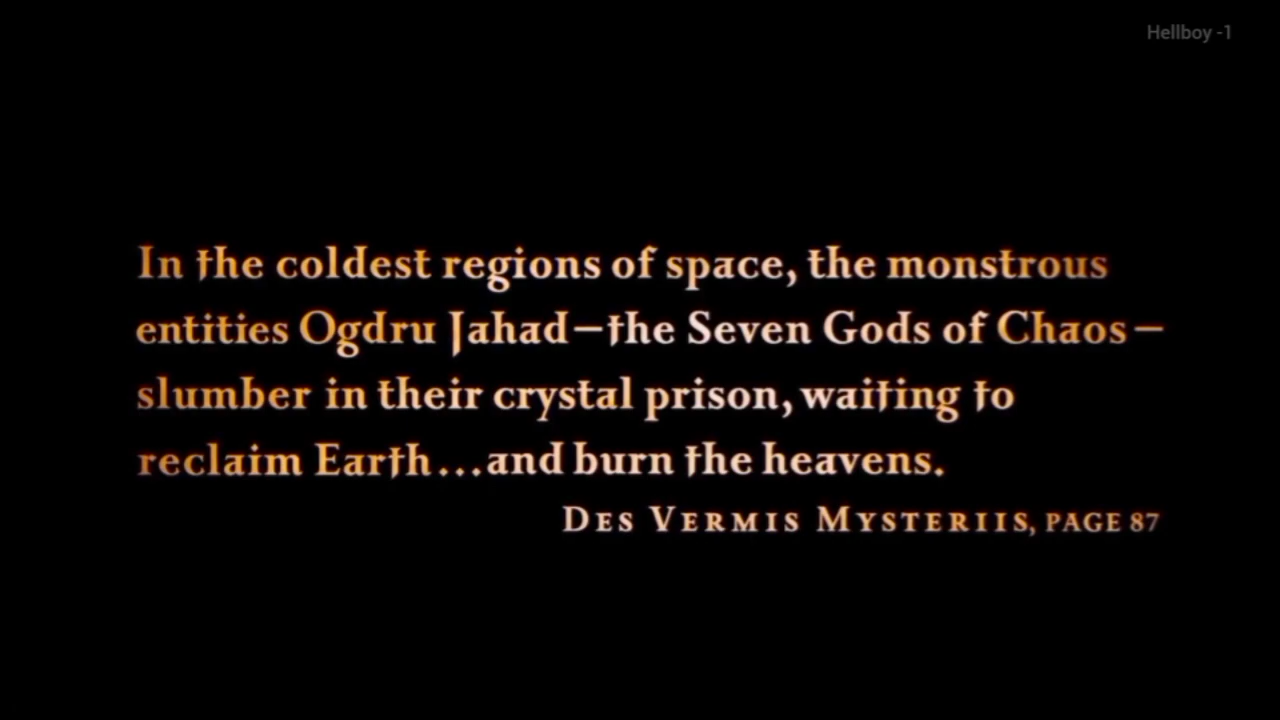 Hellboy -1
In the coldest regions of space, the monstrous
entities Ogdru Jahad—the Seven Gods of Chaos—
slumber in their crystal prison, waiting to
reclaim Earth...and burn the heavens.
DES VERMIS MYSTERIIS, PAGE 87